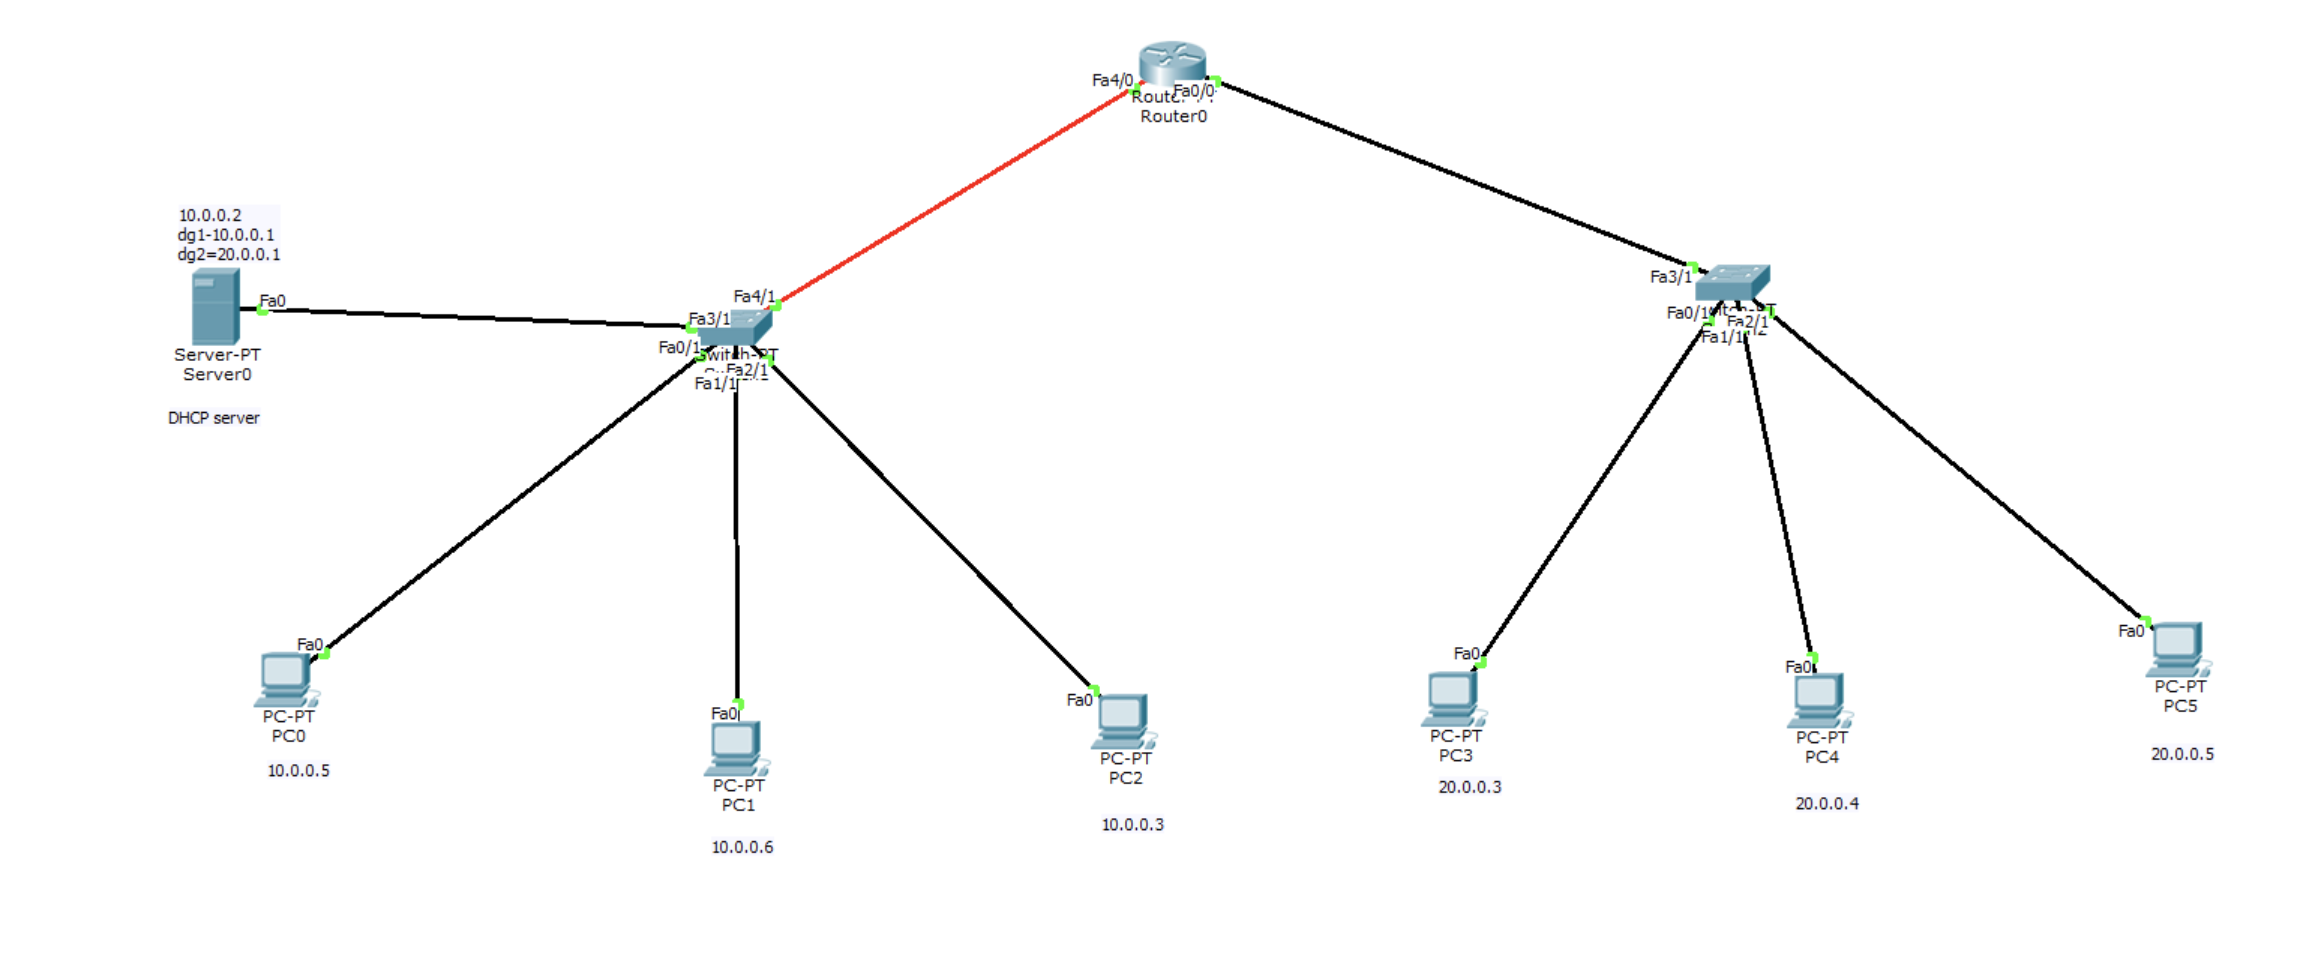 Fa4/0
Fa0/0
Router0
10.0.0.2
dg1-10.0.0.1
dg2=20.0.0.1
Fa0
Server-PT
Server0
DHCP server
Fa4/1
Fa3/1
Fa0/1
Switch-PT
Fa2/1
Fa1/1
Fa3/1
Fa0/1
Fa2/1
Fa1/1
Fa0
PC-PT
PC0
10.0.0.5
Fa0
PC-PT
PC1
10.0.0.6
Fa0
PC-PT
PC2
10.0.0.3
Fa0
PC-PT
PC3
20.0.0.3
Fa0
PC-PT
PC4
20.0.0.4
Fa0
PC-PT
PC5
20.0.0.5